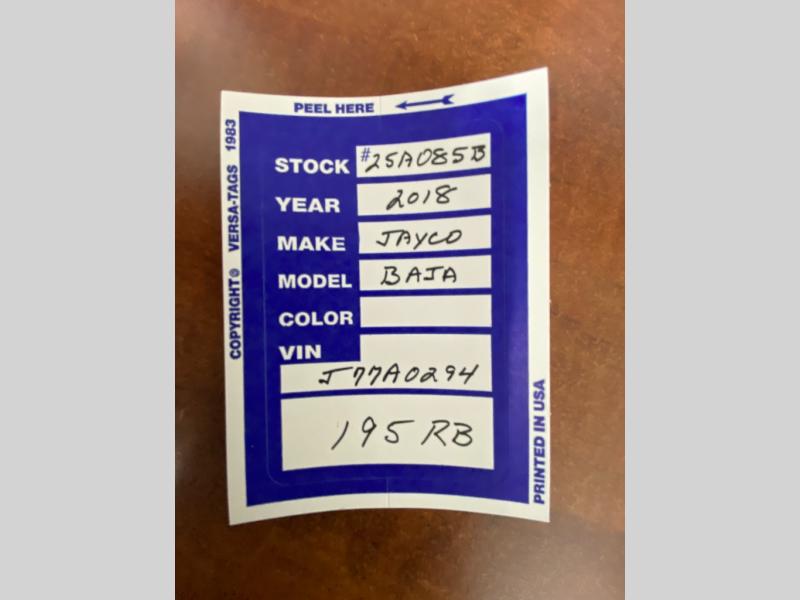 PEEL HERE
STOCK #25A085B
YEAR 2018
MAKE JAYCO
MODEL BAJA
COLOR
VIN
J77A0294
195 RB
COPYRIGHT© VERSA-TAGS 1983
PRINTED IN USA